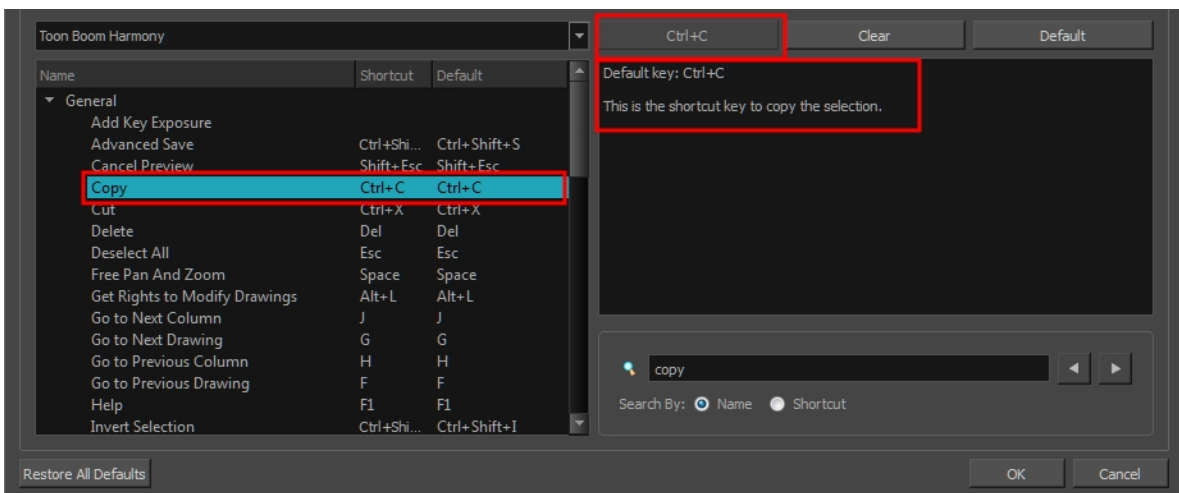 Toon Boom Harmony
Ctrl+C Clear Default
Name Shortcut Default
General
Add Key Exposure
Advanced Save Ctrl+Shi... Ctrl+Shift+S
Cancel Preview Shift+Esc Shift+Esc
Copy Ctrl+C Ctrl+C
Cut Ctrl+X Ctrl+X
Delete Del Del
Deselect All Esc Esc
Free Pan And Zoom Space Space
Get Rights to Modify Drawings Alt+L Alt+L
Go to Next Column J J
Go to Next Drawing G G
Go to Previous Column H H
Go to Previous Drawing F F
Help F1 F1
Invert Selection Ctrl+Shi... Ctrl+Shift+I
Default key: Ctrl+C
This is the shortcut key to copy the selection.
copy
Search By: Name Shortcut
Restore All Defaults
OK Cancel